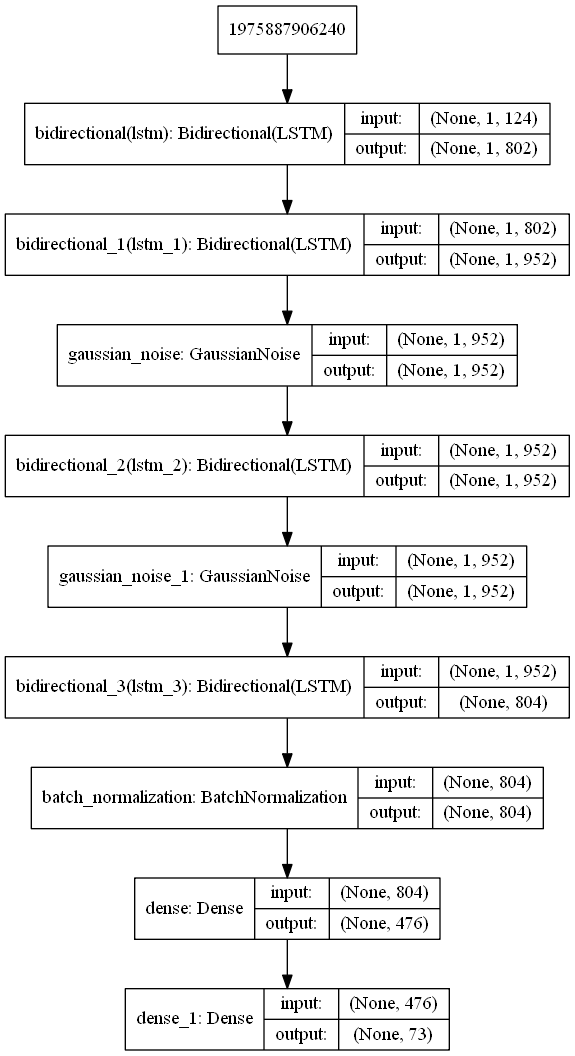 1975887906240
bidirectional(lstm): Bidirectional(LSTM)
input: (None, 1, 124)
output: (None, 1, 802)
bidirectional_1(lstm_1): Bidirectional(LSTM)
input: (None, 1, 802)
output: (None, 1, 952)
gaussian_noise: GaussianNoise
input: (None, 1, 952)
output: (None, 1, 952)
bidirectional_2(lstm_2): Bidirectional(LSTM)
input: (None, 1, 952)
output: (None, 1, 952)
gaussian_noise_1: GaussianNoise
input: (None, 1, 952)
output: (None, 1, 952)
bidirectional_3(lstm_3): Bidirectional(LSTM)
input: (None, 1, 952)
output: (None, 804)
batch_normalization: BatchNormalization
input: (None, 804)
output: (None, 804)
dense: Dense
input: (None, 804)
output: (None, 476)
dense_1: Dense
input: (None, 476)
output: (None, 73)